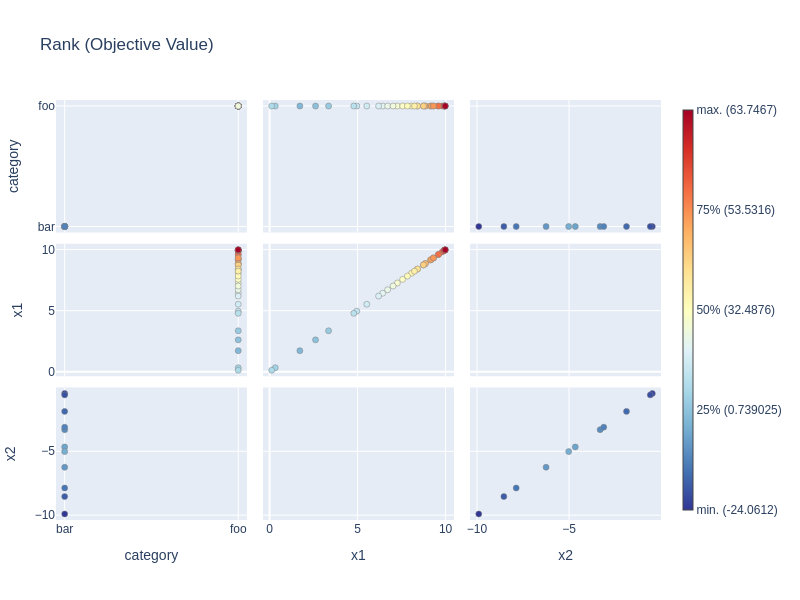 Rank (Objective Value)
foo
bar
category
10
5
0
x1
−5
−10
x2
bar
foo
0
5
10
−10
−5
category
x1
x2
max. (63.7467)
75% (53.5316)
50% (32.4876)
25% (0.739025)
min. (-24.0612)